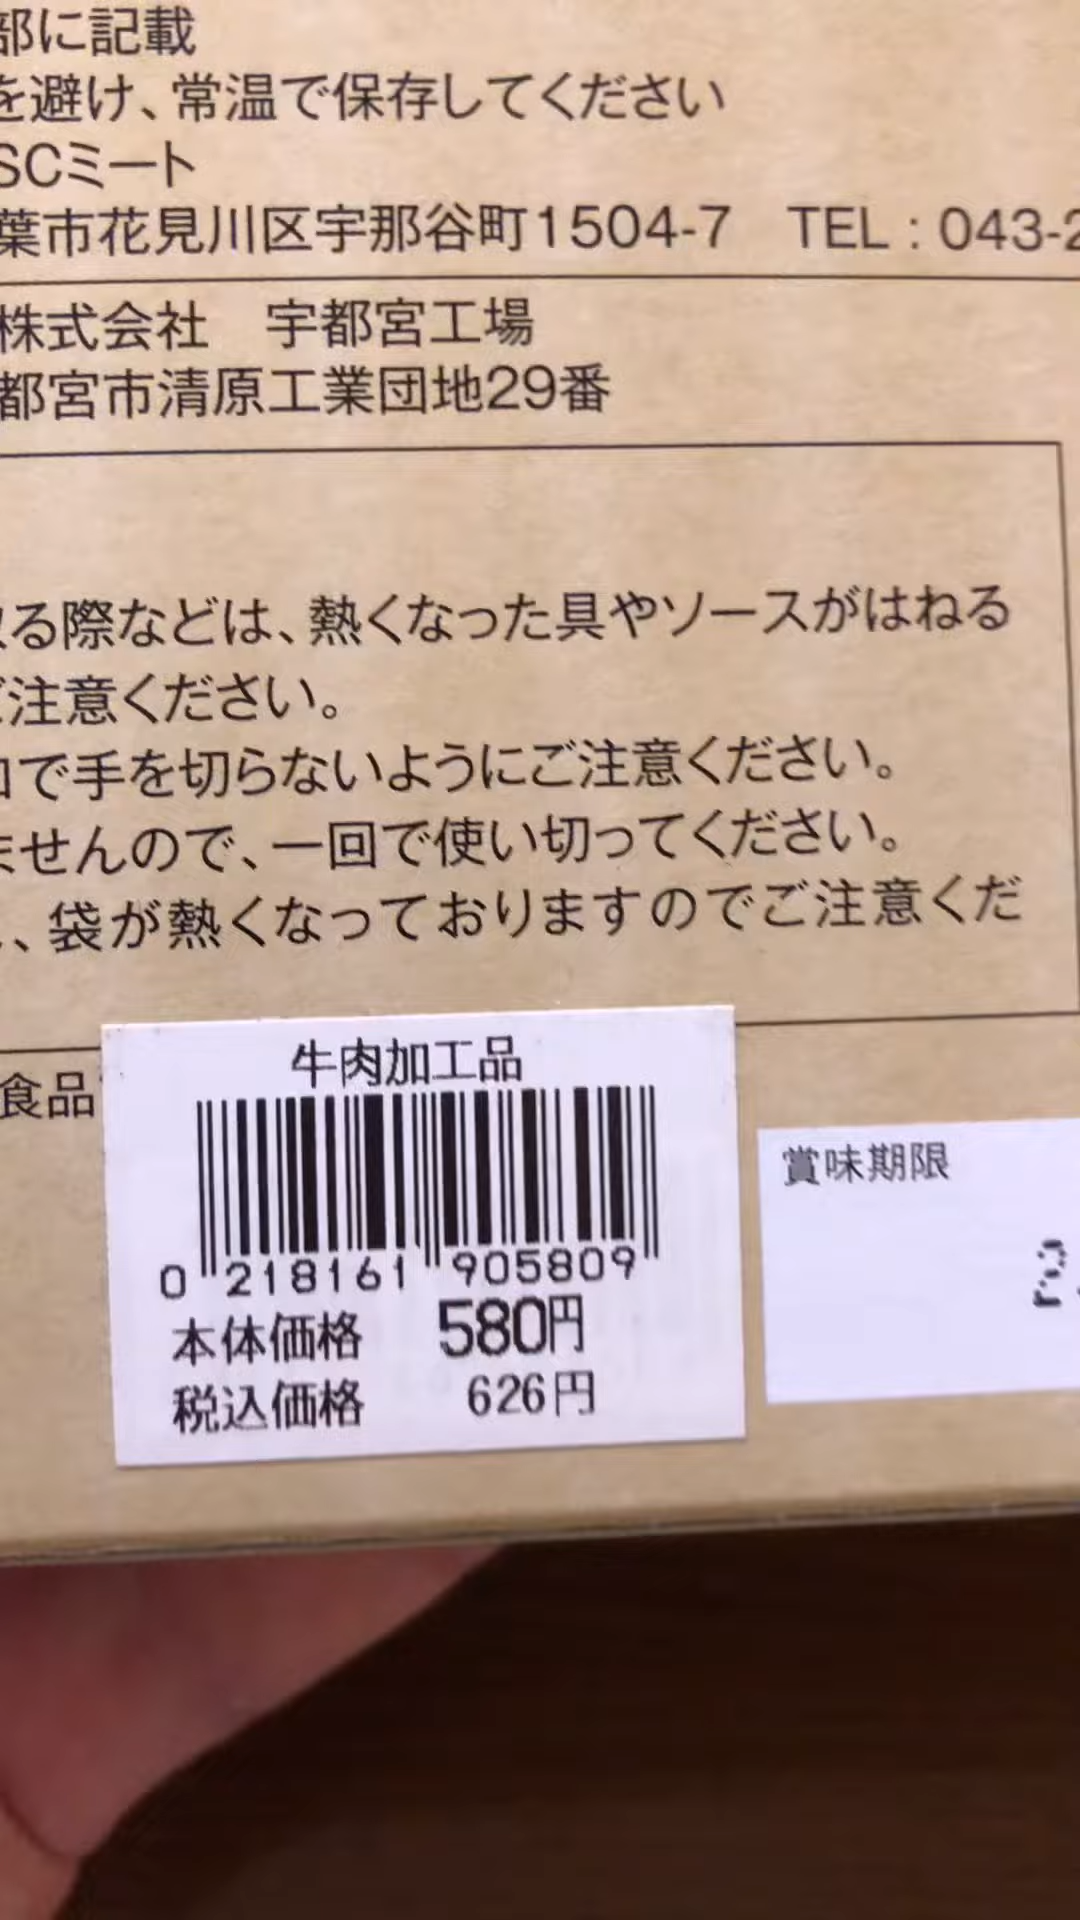 部に記載
を避け、常温で保存してください
SCミート
葉市花見川区宇那谷町1504-7 TEL : 043-2
株式会社 宇都宮工場
都宮市清原工業団地29番
る際などは、熱くなった具やソースがはねる
ご注意ください。
口で手を切らないようにご注意ください。
ませんので、一回で使い切ってください。
、袋が熱くなっておりますのでご注意くだ
食品
牛肉加工品
0 218161 905809
本体価格 580円
税込価格 626円
賞味期限